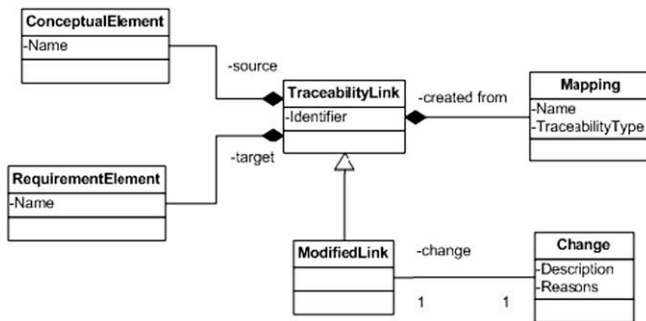 ConceptualElement
-Name
-source
TraceabilityLink
-Identifier
-created from
Mapping
-Name
-TraceabilityType
-target
RequirementElement
-Name
ModifiedLink
-change
1
1
Change
-Description
-Reasons